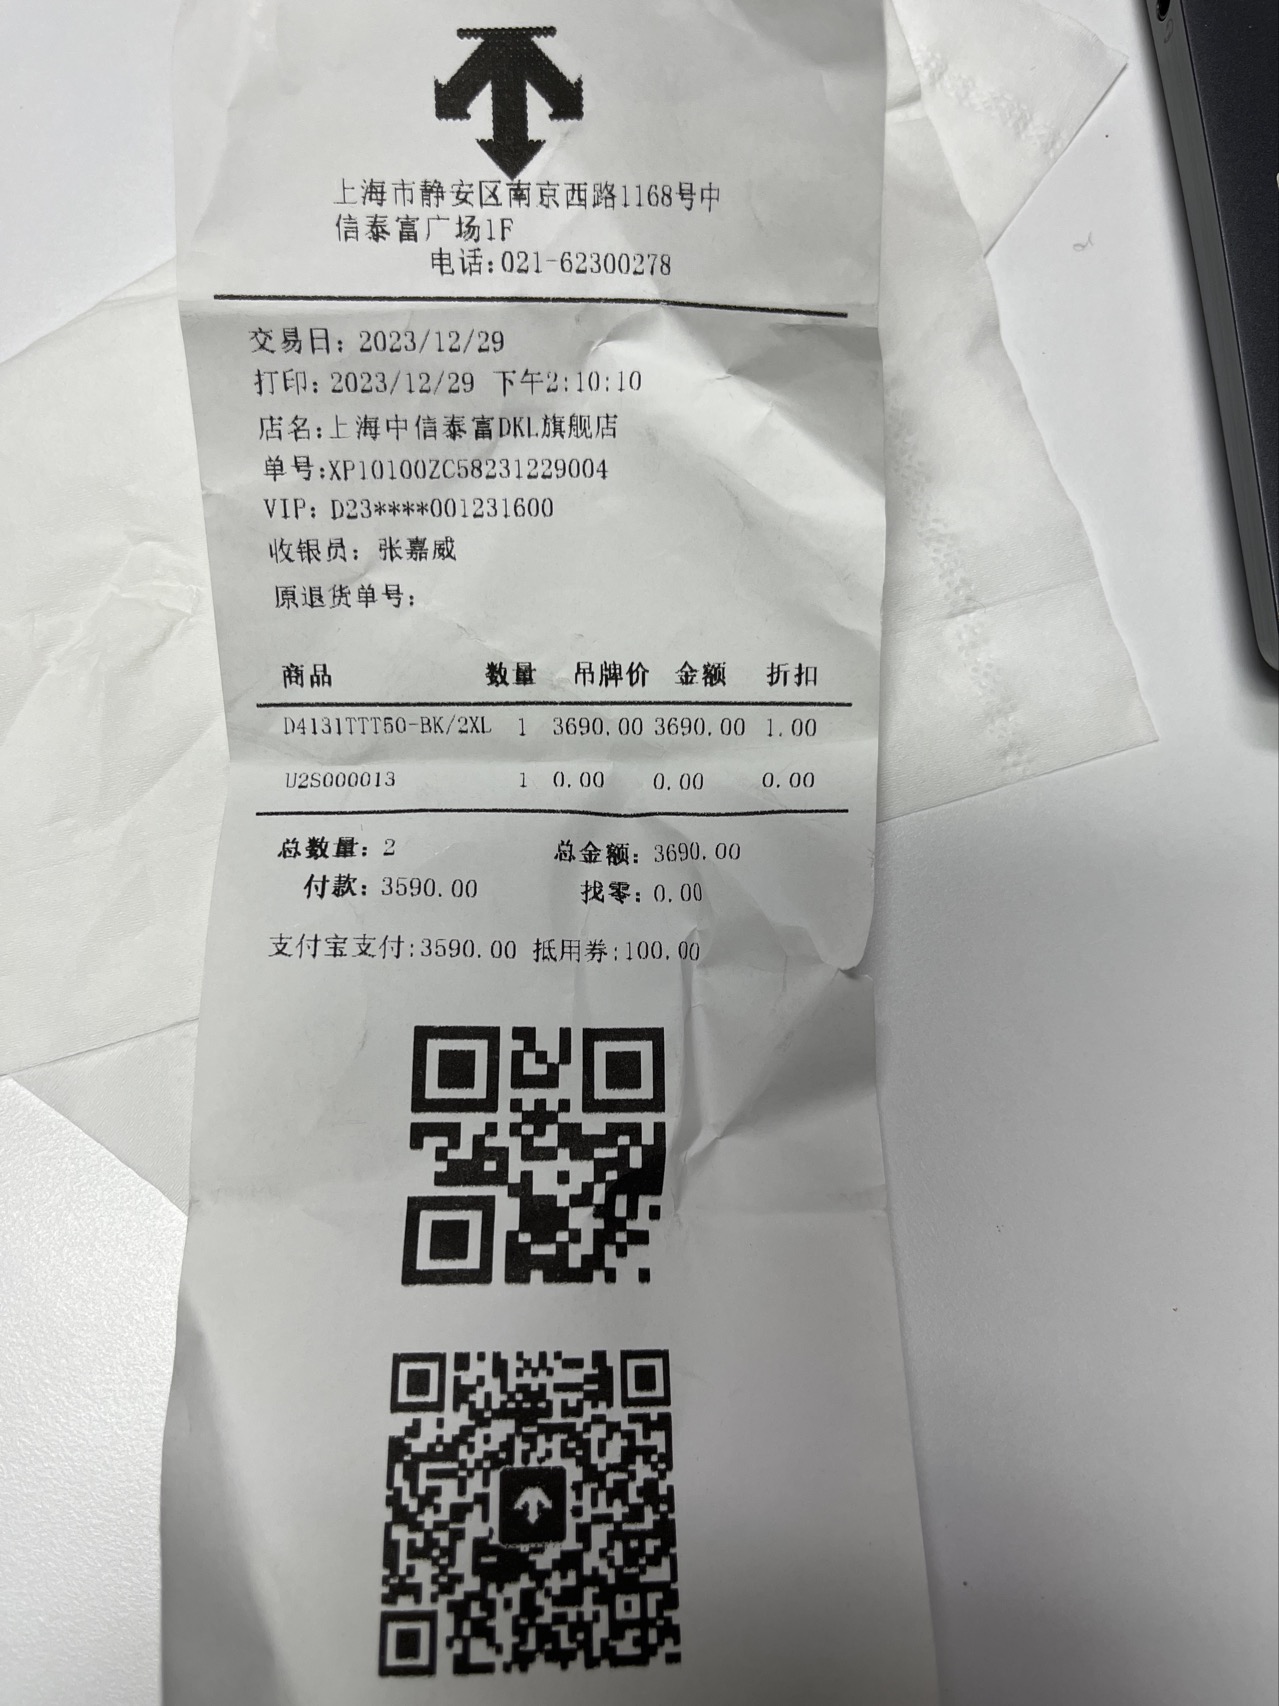 上海市静安区南京西路1168号中
信泰富广场1F
电话:021-62300278
交易日: 2023/12/29
打印: 2023/12/29 下午2:10:10
店名:上海中信泰富DKL旗舰店
单号:XP10100ZC58231229004
VIP: D23****001231600
收银员: 张嘉威
原退货单号:
商品 数量 吊牌价 金额 折扣
D4131TTT50-BK/2XL 1 3690.00 3690.00 1.00
U2S000013 1 0.00 0.00 0.00
总数量: 2 总金额: 3690.00
付款: 3590.00 找零: 0.00
支付宝支付:3590.00 抵用券:100.00